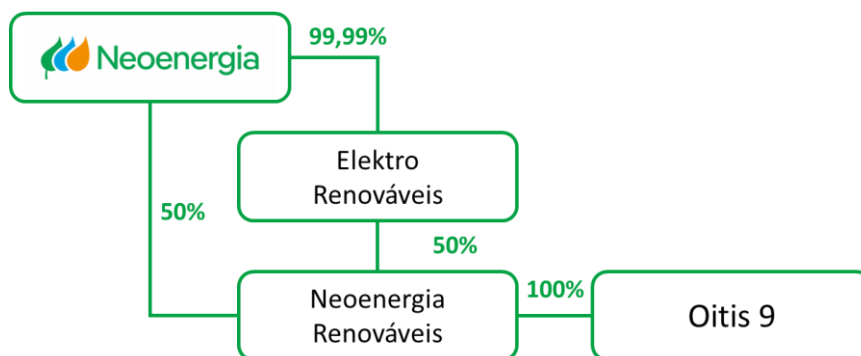 Neoenergia
99,99%
Elektro
Renováveis
50%
50%
Neoenergia
Renováveis
100%
Oitis 9